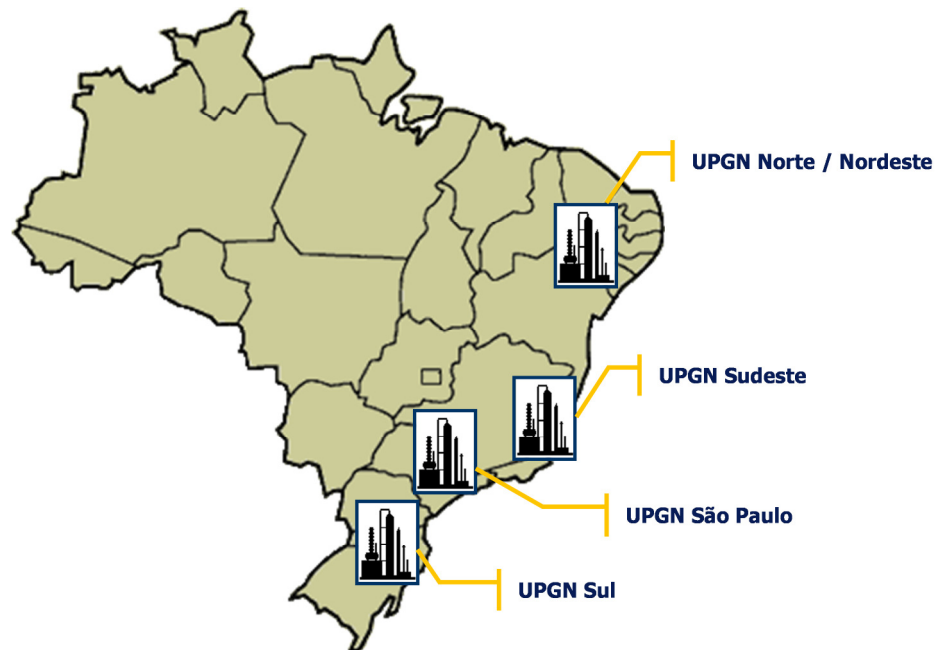 UPGN Norte / Nordeste
UPGN Sudeste
UPGN São Paulo
UPGN Sul